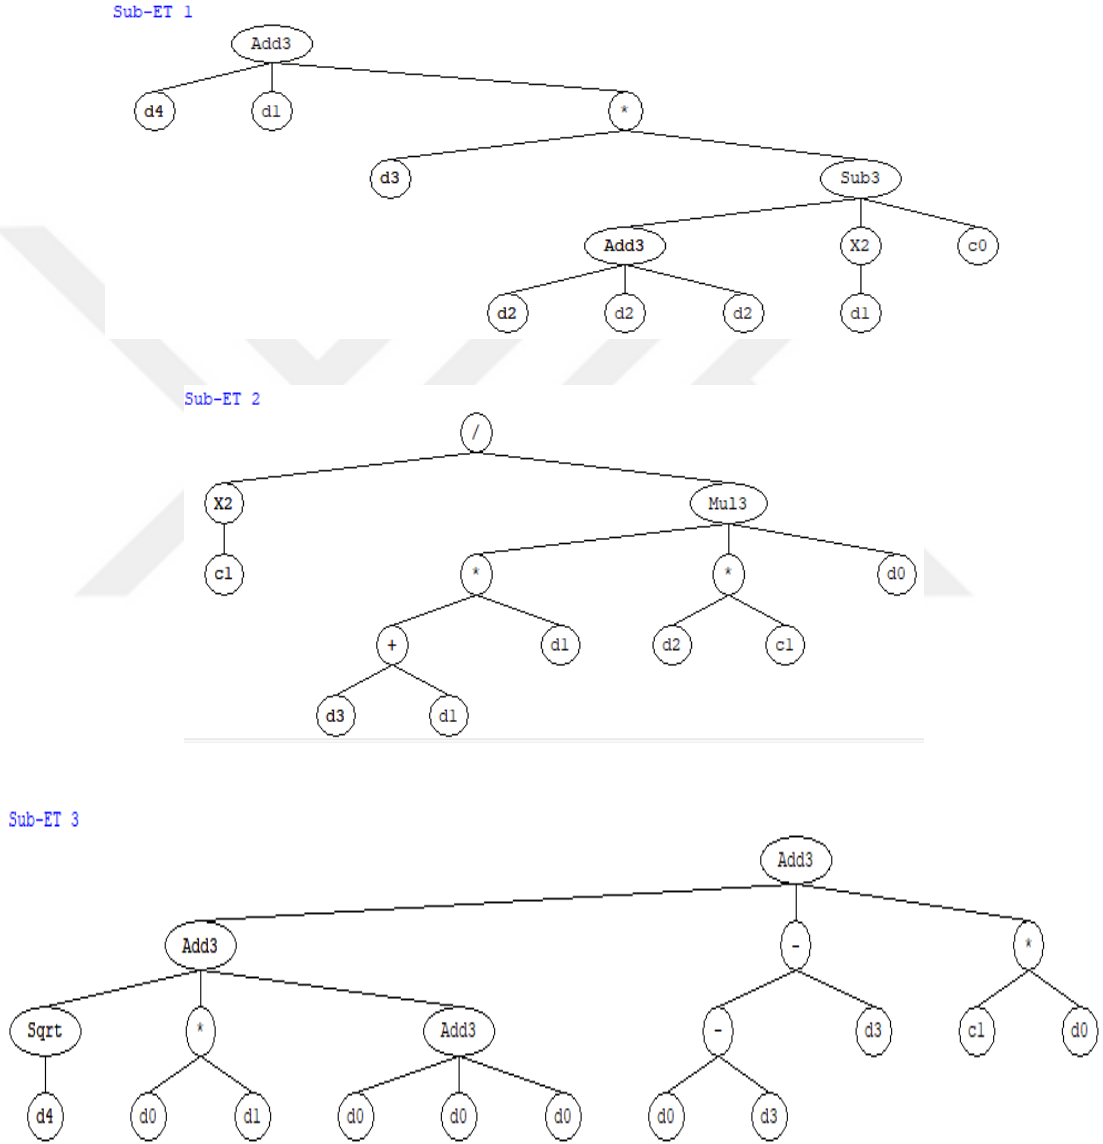 Sub-ET 1
Add3
d4 d1 *
d3 Sub3
Add3 X2 c0
d2 d2 d2 d1
Sub-ET 2
/
X2 Mul3
c1 * * d0
+ d1 d2 c1
d3 d1
Sub-ET 3
Add3
Add3 - *
Sqrt * Add3 - d3 c1 d0
d4 d0 d1 d0 d0 d0 d0 d3